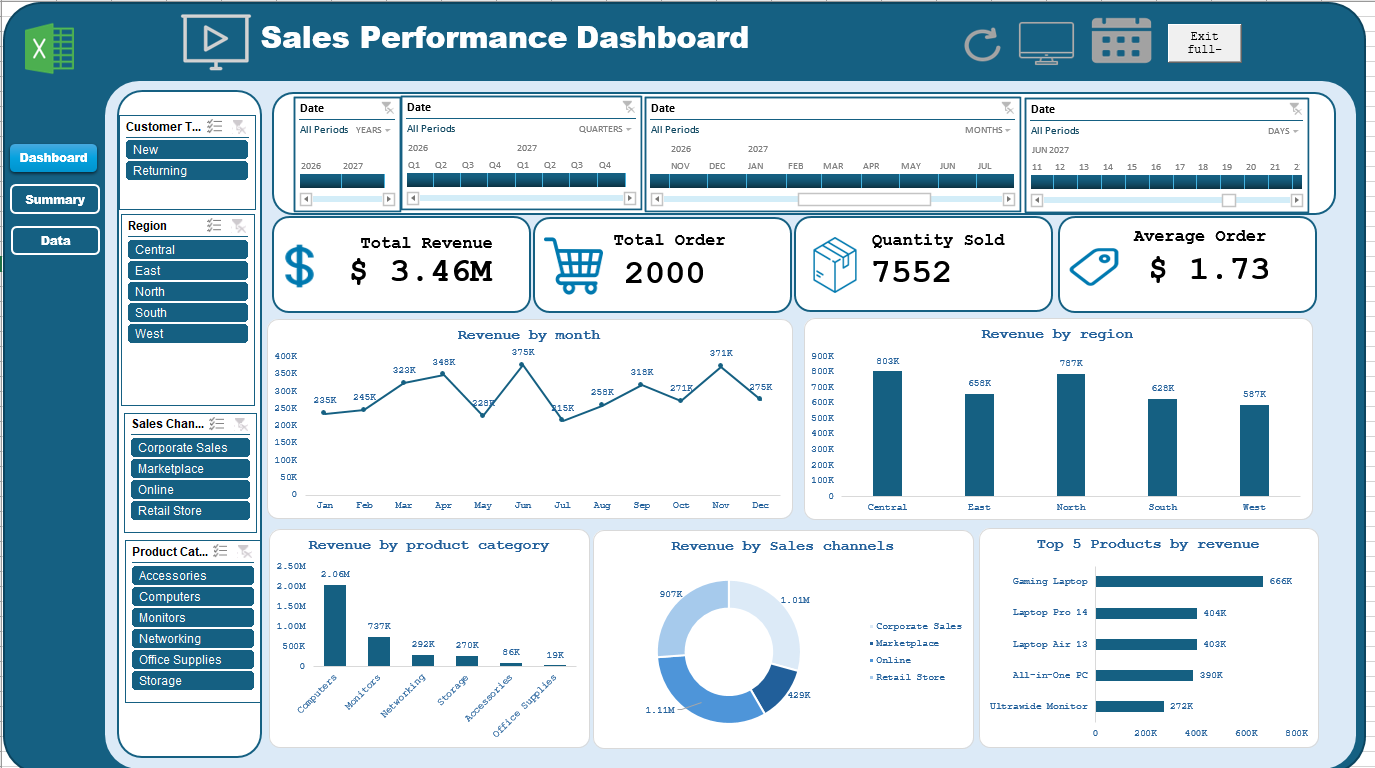 X
Sales Performance Dashboard
Exit
full-
Dashboard
Summary
Data
Customer T...
New
Returning
Region
Central
East
North
South
West
Sales Chan...
Corporate Sales
Marketplace
Online
Retail Store
Product Cat...
Accessories
Computers
Monitors
Networking
Office Supplies
Storage
Date
All Periods YEARS
2026 2027
Date
All Periods QUARTERS
2026 2027
Q1 Q2 Q3 Q4 Q1 Q2 Q3 Q4
Date
All Periods MONTHS
2026 2027
NOV DEC JAN FEB MAR APR MAY JUN JUL
Date
All Periods DAYS
JUN 2027
11 12 13 14 15 16 17 18 19 20 21
Total Revenue
$ 3.46M
Total Order
2000
Quantity Sold
7552
Average Order
$ 1.73
Revenue by month
400K
350K
300K
250K
200K
150K
100K
50K
0
235K 245K 323K 348K 228K 375K 215K 258K 318K 271K 371K 275K
Jan Feb Mar Apr May Jun Jul Aug Sep Oct Nov Dec
Revenue by region
900K
800K
700K
600K
500K
400K
300K
200K
100K
0
803K 658K 787K 628K 587K
Central East North South West
Revenue by product category
2.50M
2.00M
1.50M
1.00M
500K
0
2.06M 737K 292K 270K 86K 19K
Computers Monitors Networking Storage Accessories Office Supplies
Revenue by Sales channels
907K
1.01M
429K
1.11M
Corporate Sales
Marketplace
Online
Retail Store
Top 5 Products by revenue
Gaming Laptop 666K
Laptop Pro 14 404K
Laptop Air 13 403K
All-in-One PC 390K
Ultrawide Monitor 272K
0 200K 400K 600K 800K